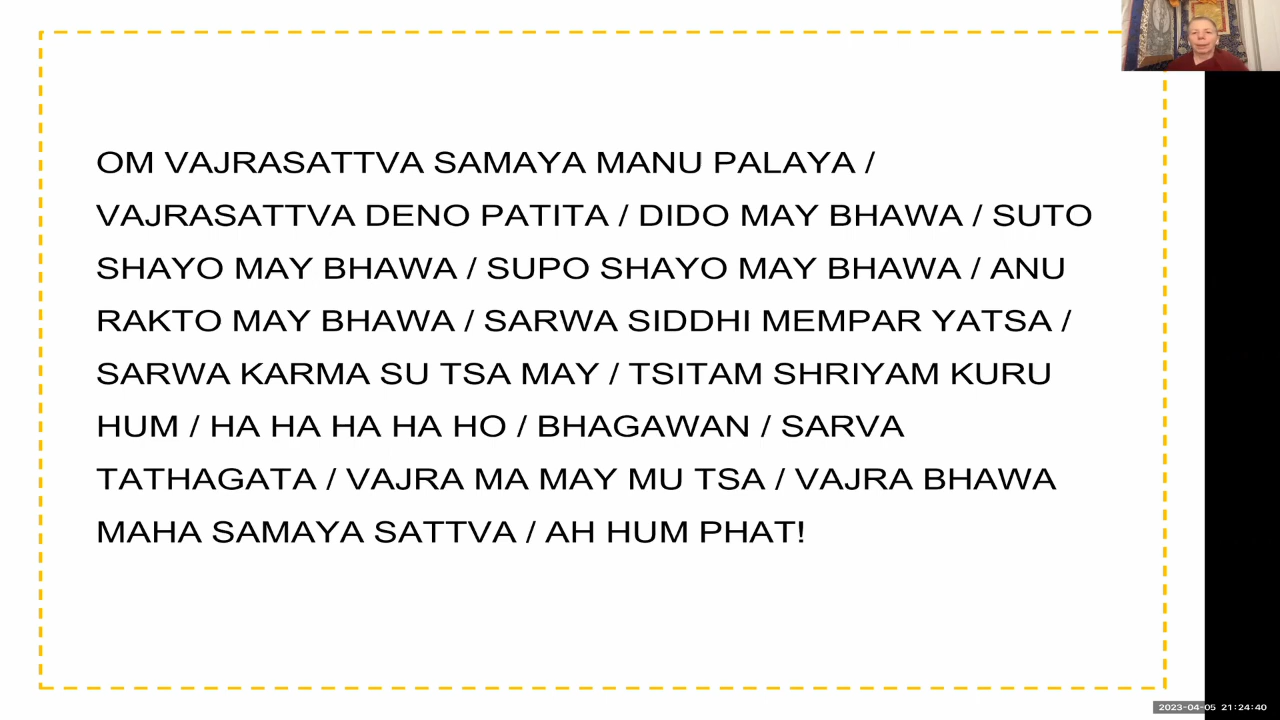 OM VAJRASATTVA SAMAYA MANU PALAYA /
VAJRASATTVA DENO PATITA / DIDO MAY BHAWA / SUTO
SHAYO MAY BHAWA / SUPO SHAYO MAY BHAWA / ANU
RAKTO MAY BHAWA / SARWA SIDDHI MEMPAR YATSA /
SARWA KARMA SU TSA MAY / TSITAM SHRIYAM KURU
HUM / HA HA HA HA HO / BHAGAWAN / SARVA
TATHAGATA / VAJRA MA MAY MU TSA / VAJRA BHAWA
MAHA SAMAYA SATTVA / AH HUM PHAT!
2023-04-05 21:24:40